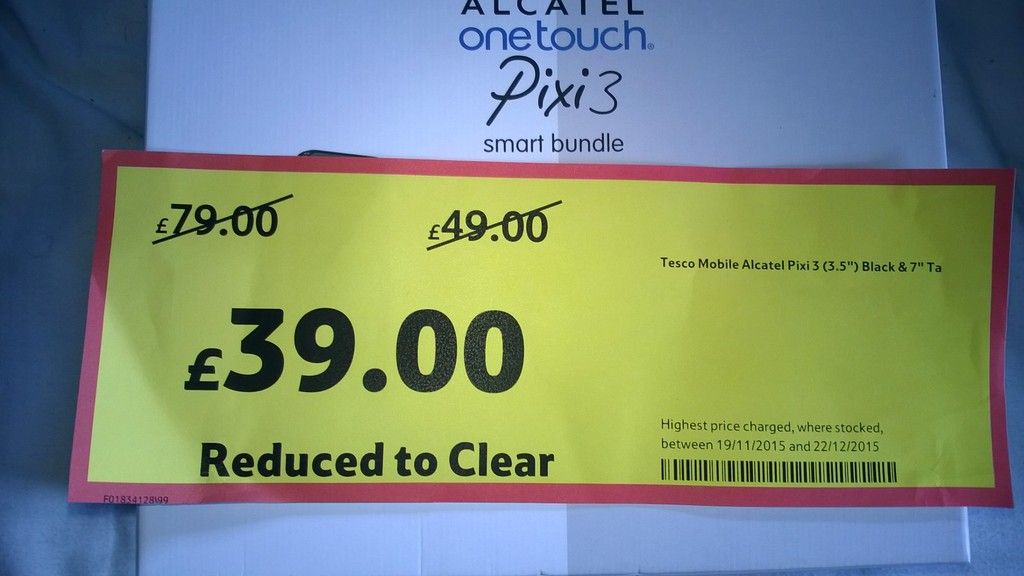 ALCATEL
onetouch.
Pixi 3
smart bundle
£79.00 £49.00
Tesco Mobile Alcatel Pixi 3 (3.5") Black & 7" Ta
£39.00
Highest price charged, where stocked,
between 19/11/2015 and 22/12/2015
Reduced to Clear
F01834128\99